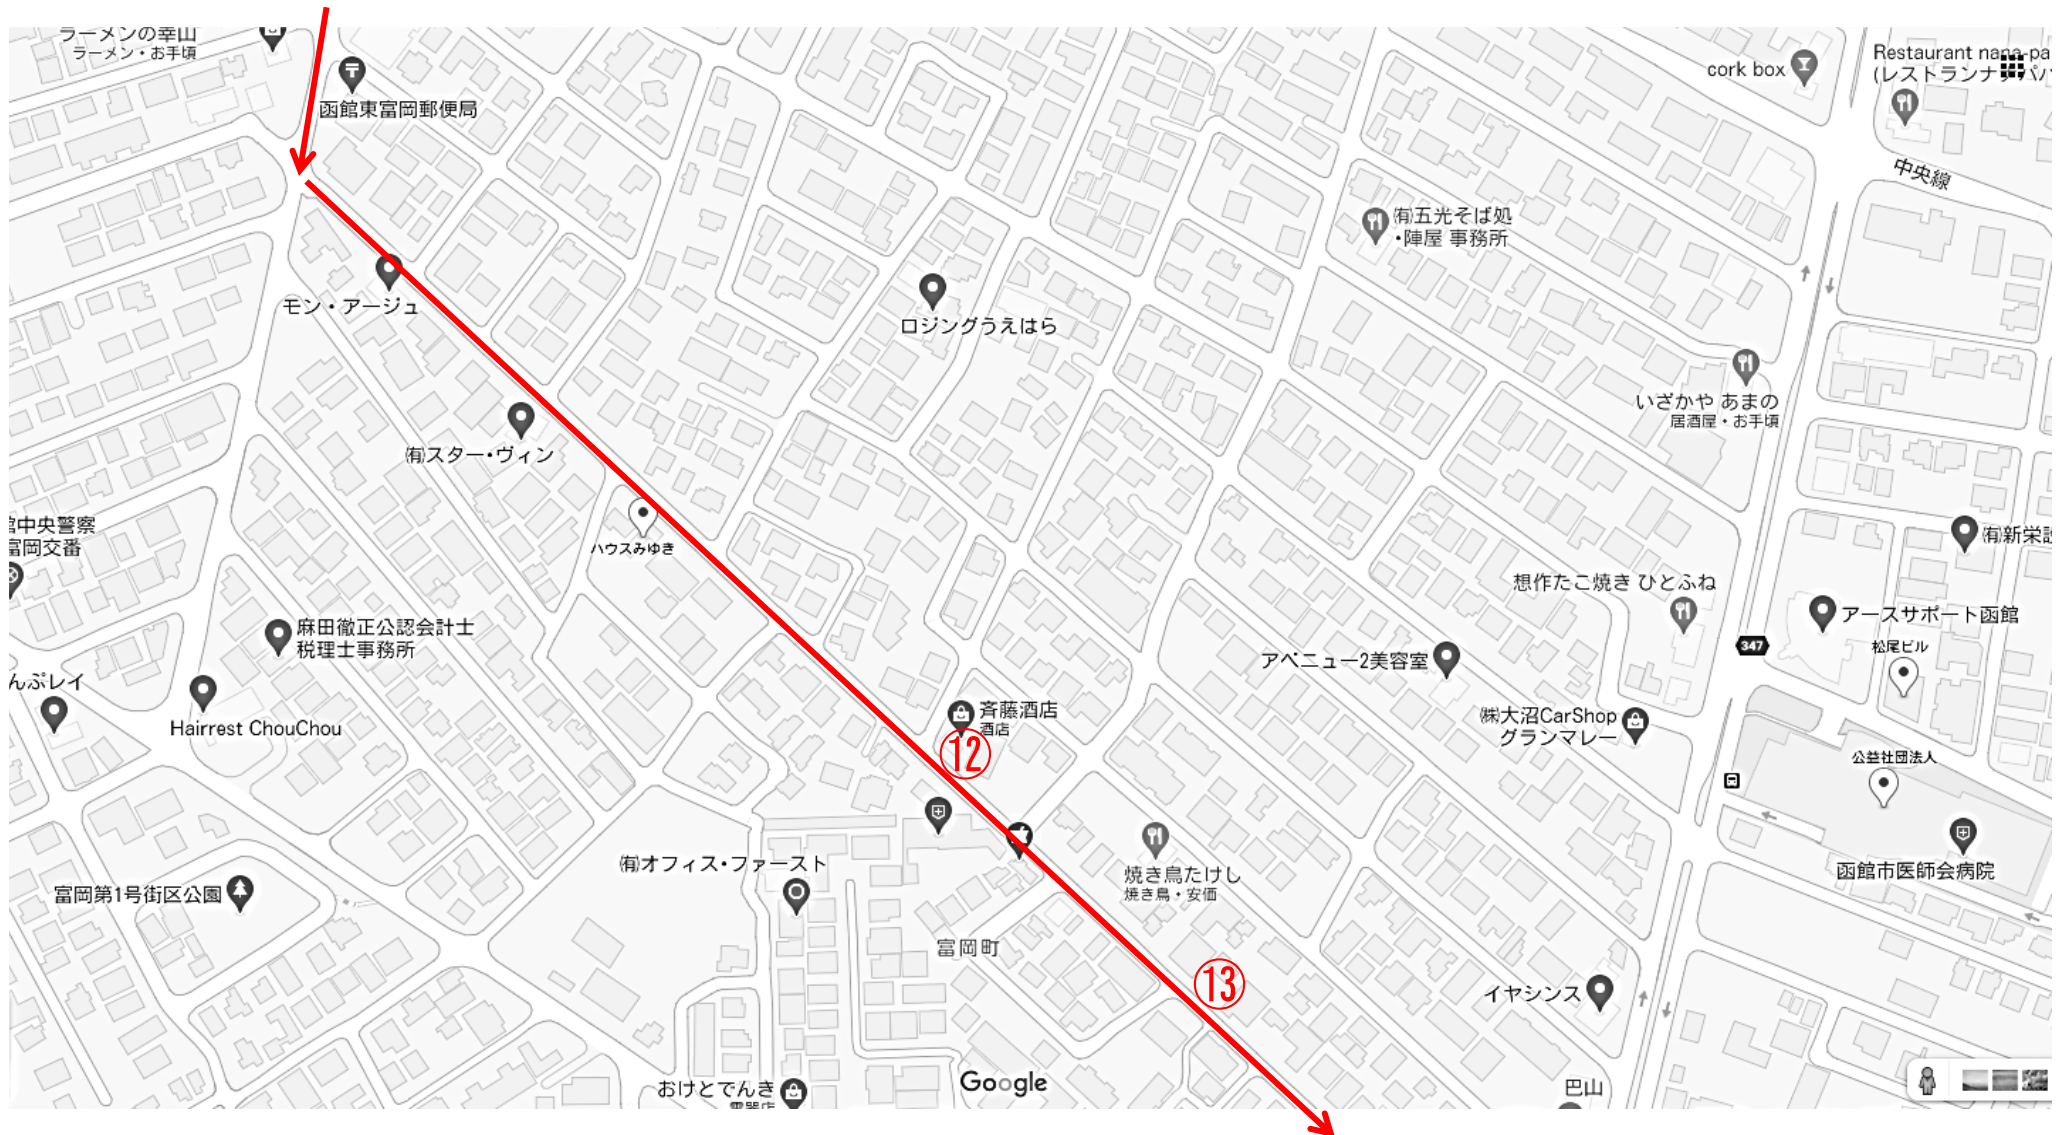 ラーメンの幸山
ラーメン・お手頃
函館東富岡郵便局
cork box
Restaurant nana-pa
(レストランナナパパ
中央線
㈲五光そば処
・陣屋 事務所
モン・アージュ
ロジングうえはら
いざかや あまの
居酒屋・お手頃
㈲スター・ヴィン
館中央警察
富岡交番
ハウスみゆき
㈲新栄設
想作たこ焼き ひとふね
アースサポート函館
麻田徹正公認会計士
税理士事務所
347
松尾ビル
アベニュー2美容室
んぷレイ
Hairrest ChouChou
斉藤酒店
酒店
⑫
㈱大沼CarShop
グランマレー
公益社団法人
函館市医師会病院
㈲オフィス・ファースト
焼き鳥たけし
焼き鳥・安価
富岡第1号街区公園
富岡町
⑬
イヤシンス
おけとでんき
電器店
Google
巴山